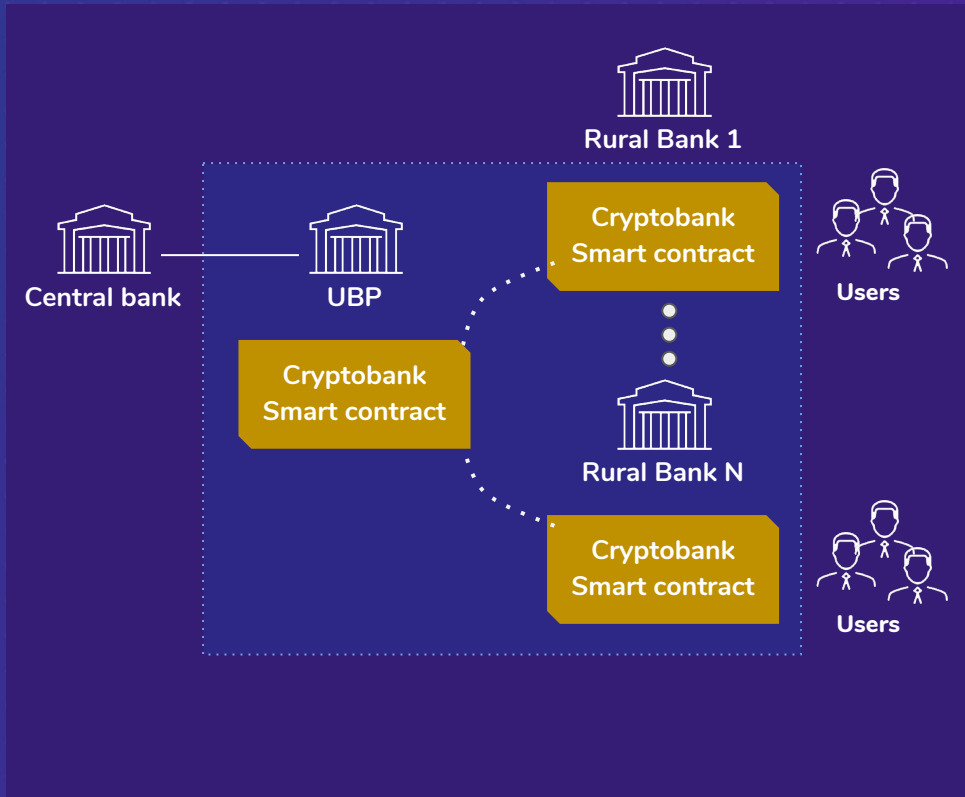 Rural Bank 1
Cryptobank
Smart contract
Users
Central bank
UBP
Cryptobank
Smart contract
Rural Bank N
Cryptobank
Smart contract
Users